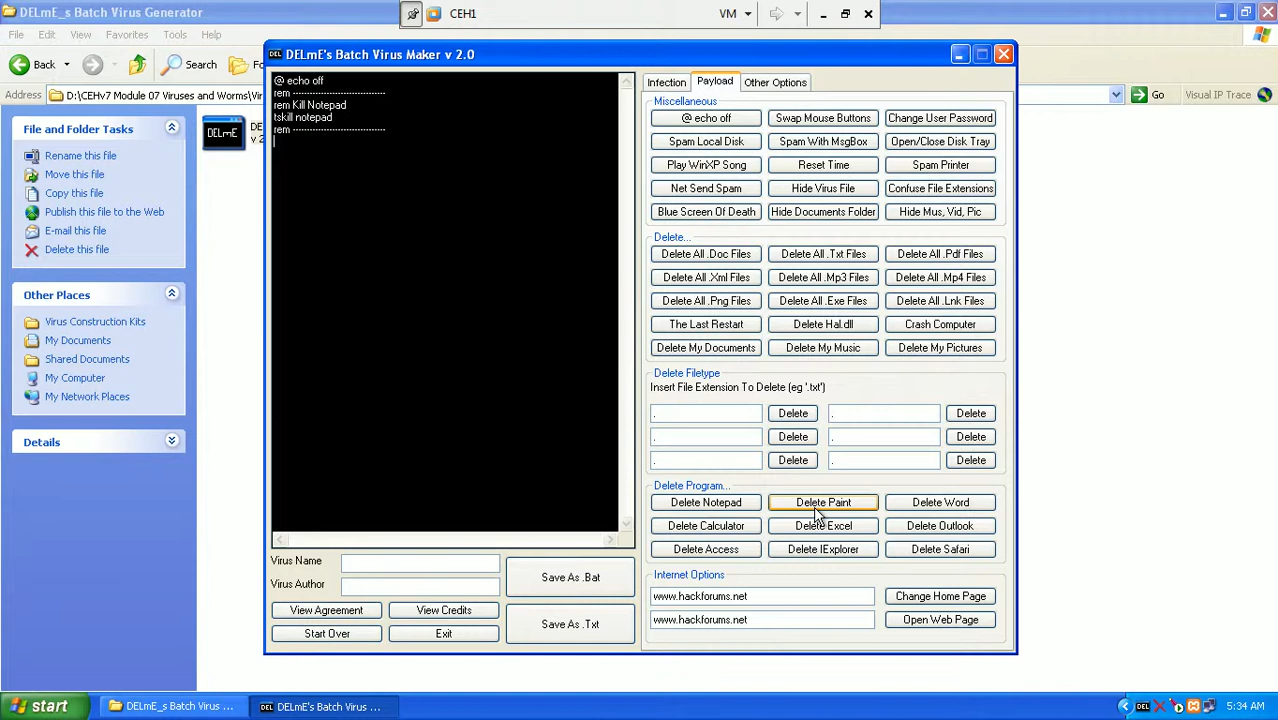 DELmE_s Batch Virus Generator
CEH1
VM
File Edit View Favorites Tools Help
Back
Search
Fo
Address
D:\CEHv7 Module 07 Viruses and Worms\Vir
Go
Visual IP Trace
File and Folder Tasks
Rename this file
Move this file
Copy this file
Publish this file to the Web
E-mail this file
Delete this file
Other Places
Virus Construction Kits
My Documents
Shared Documents
My Computer
My Network Places
Details
DELmE
DE
v 2
DEL
DELmE's Batch Virus Maker v 2.0
@ echo off
rem -------------------------------
rem Kill Notepad
tskill notepad
rem -------------------------------
Infection
Payload
Other Options
Miscellaneous
@ echo off
Swap Mouse Buttons
Change User Password
Spam Local Disk
Spam With MsgBox
Open/Close Disk Tray
Play WinXP Song
Reset Time
Spam Printer
Net Send Spam
Hide Virus File
Confuse File Extensions
Blue Screen Of Death
Hide Documents Folder
Hide Mus, Vid, Pic
Delete...
Delete All .Doc Files
Delete All .Txt Files
Delete All .Pdf Files
Delete All .Xml Files
Delete All .Mp3 Files
Delete All .Mp4 Files
Delete All .Png Files
Delete All .Exe Files
Delete All .Lnk Files
The Last Restart
Delete Hal.dll
Crash Computer
Delete My Documents
Delete My Music
Delete My Pictures
Delete Filetype
Insert File Extension To Delete (eg '.txt')
.
Delete
.
Delete
.
Delete
.
Delete
.
Delete
.
Delete
Delete Program...
Delete Notepad
Delete Paint
Delete Word
Delete Calculator
Delete Excel
Delete Outlook
Delete Access
Delete IExplorer
Delete Safari
Internet Options
www.hackforums.net
Change Home Page
www.hackforums.net
Open Web Page
Virus Name
Virus Author
Save As .Bat
Save As .Txt
View Agreement
View Credits
Start Over
Exit
start
DELmE_s Batch Virus ...
DEL
DELmE's Batch Virus ...
DEL
5:34 AM